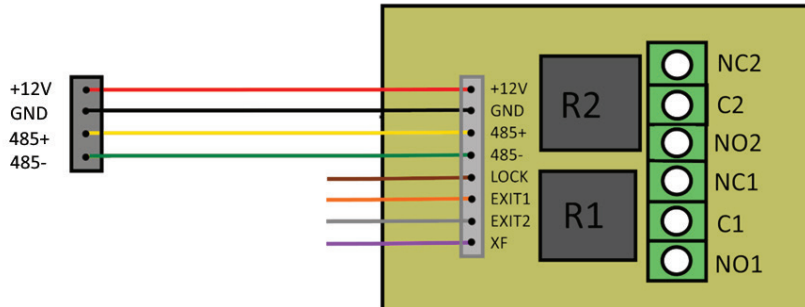 +12V
GND
485+
485-
+12V
GND
485+
485-
LOCK
EXIT1
EXIT2
XF
R2
R1
NC2
C2
NO2
NC1
C1
NO1